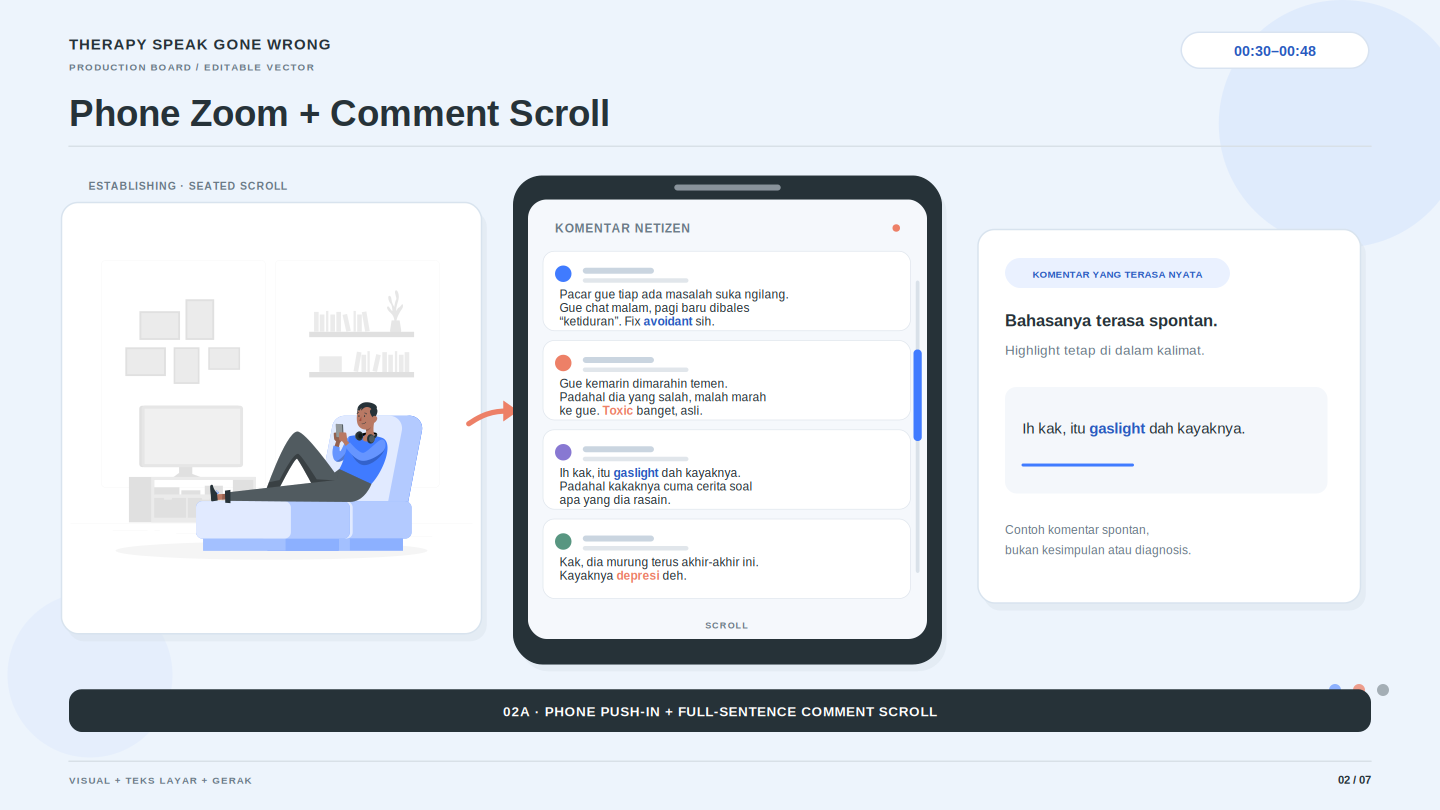 THERAPY SPEAK GONE WRONG
PRODUCTION BOARD / EDITABLE VECTOR
00:30–00:48
Phone Zoom + Comment Scroll
ESTABLISHING · SEATED SCROLL
KOMENTAR NETIZEN
Pacar gue tiap ada masalah suka ngilang.
Gue chat malam, pagi baru dibales
“ketiduran”. Fix avoidant sih.
Gue kemarin dimarahin temen.
Padahal dia yang salah, malah marah
ke gue. Toxic banget, asli.
Ih kak, itu gaslight dah kayaknya.
Padahal kakaknya cuma cerita soal
apa yang dia rasain.
Kak, dia murung terus akhir-akhir ini.
Kayaknya depresi deh.
SCROLL
KOMENTAR YANG TERASA NYATA
Bahasanya terasa spontan.
Highlight tetap di dalam kalimat.
Ih kak, itu gaslight dah kayaknya.
Contoh komentar spontan,
bukan kesimpulan atau diagnosis.
02A · PHONE PUSH-IN + FULL-SENTENCE COMMENT SCROLL
VISUAL + TEKS LAYAR + GERAK
02 / 07